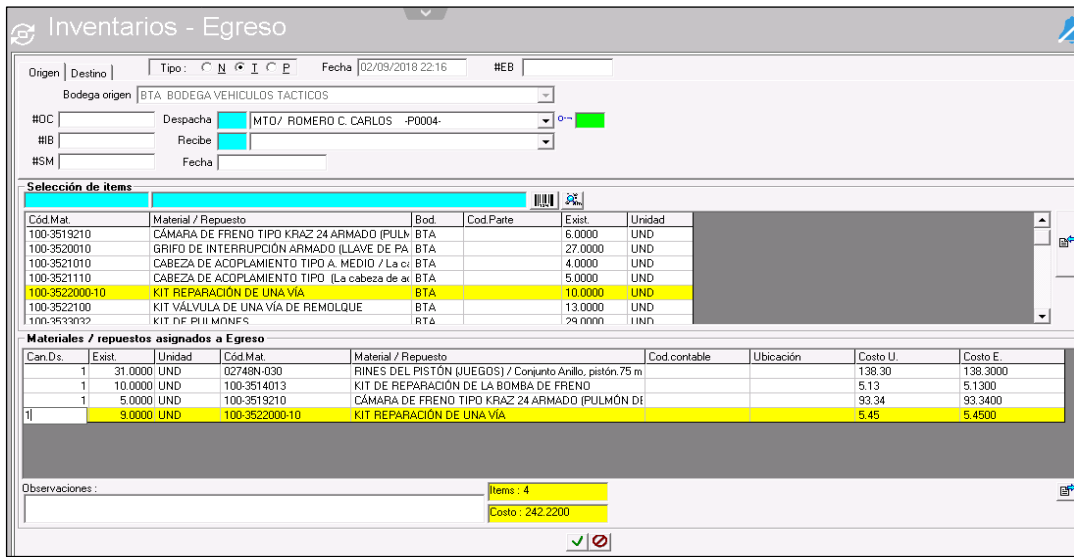 Inventarios - Egreso
Origen Destino Tipo : N I P Fecha 02/09/2018 22:16 #EB
Bodega origen BTA BODEGA VEHICULOS TACTICOS
#OC Despacha MTO/ ROMERO C. CARLOS -P0004-
#IB Recibe
#SM Fecha
Selección de items
Cód.Mat. Material / Repuesto Bod. Cod.Parte Exist. Unidad
100-3519210 CÁMARA DE FRENO TIPO KRAZ 24 ARMADO (PULM BTA 6.0000 UND
100-3520010 GRIFO DE INTERRUPCIÓN ARMADO (LLAVE DE PA BTA 27.0000 UND
100-3521010 CABEZA DE ACOPLAMIENTO TIPO A. MEDIO / La ca BTA 4.0000 UND
100-3521110 CABEZA DE ACOPLAMIENTO TIPO (La cabeza de ac BTA 5.0000 UND
100-3522000-10 KIT REPARACIÓN DE UNA VÍA BTA 10.0000 UND
100-3522100 KIT VÁLVULA DE UNA VÍA DE REMOLQUE BTA 13.0000 UND
100-3533032 KIT DE PULMONES BTA 29.0000 UND
Materiales / repuestos asignados a Egreso
Can.Ds. Exist. Unidad Cód.Mat. Material / Repuesto Cod.contable Ubicación Costo U. Costo E.
1 31.0000 UND 02748N-030 RINES DEL PISTÓN (JUEGOS) / Conjunto Anillo, pistón.75 m 138.30 138.3000
1 10.0000 UND 100-3514013 KIT DE REPARACIÓN DE LA BOMBA DE FRENO 5.13 5.1300
1 5.0000 UND 100-3519210 CÁMARA DE FRENO TIPO KRAZ 24 ARMADO (PULMÓN DE 93.34 93.3400
1 9.0000 UND 100-3522000-10 KIT REPARACIÓN DE UNA VÍA 5.45 5.4500
Observaciones :
Items : 4
Costo : 242.2200